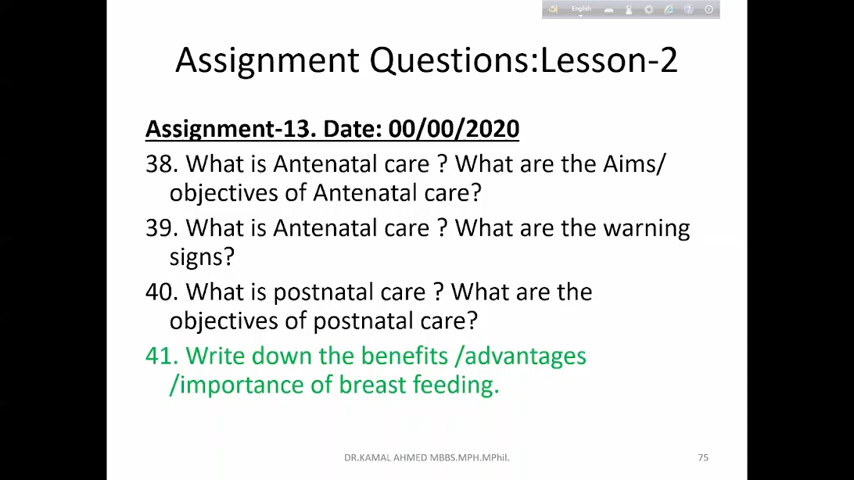 English
Assignment Questions:Lesson-2
Assignment-13. Date: 00/00/2020
38. What is Antenatal care ? What are the Aims/
objectives of Antenatal care?
39. What is Antenatal care ? What are the warning
signs?
40. What is postnatal care ? What are the
objectives of postnatal care?
41. Write down the benefits /advantages
/importance of breast feeding.
DR.KAMAL AHMED MBBS.MPH.MPhil.
75